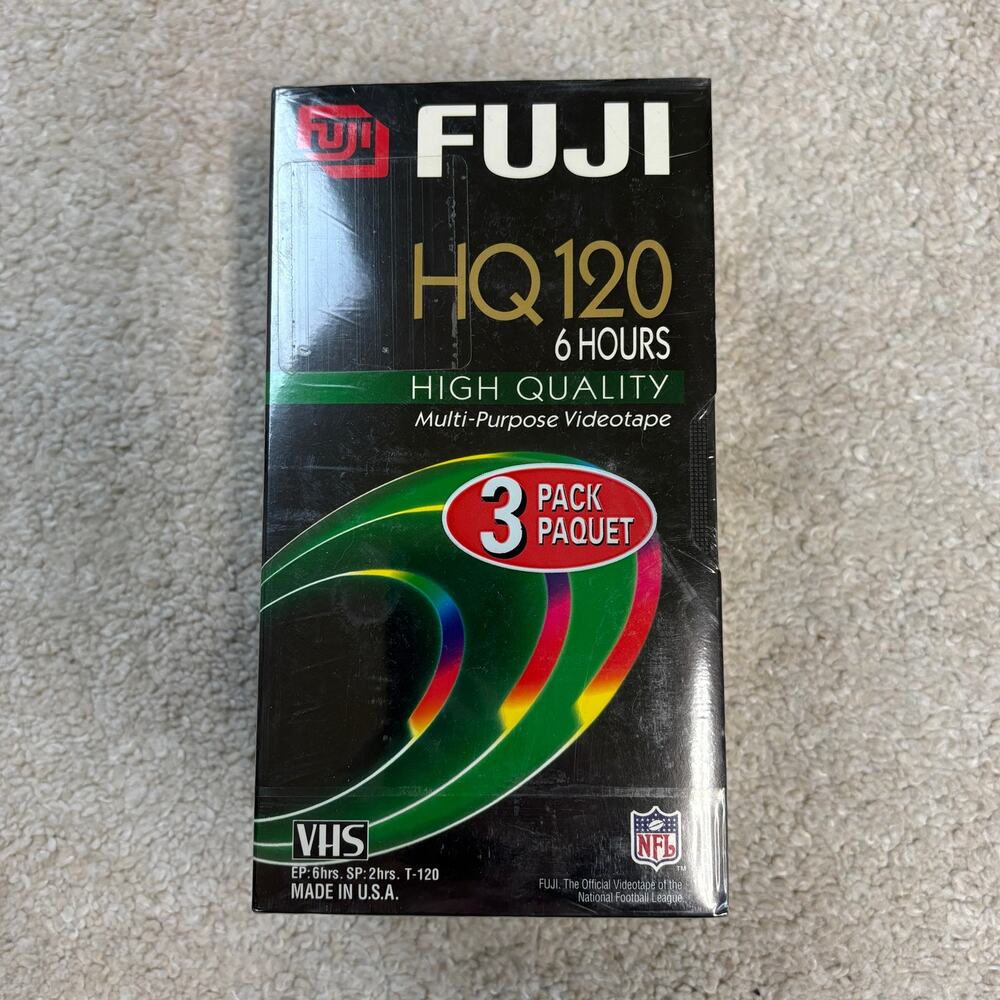 FUJI
FUJI
HQ 120
6 HOURS
HIGH QUALITY
Multi-Purpose Videotape
3 PACK
PAQUET
VHS
NFL
TM
EP: 6hrs. SP: 2hrs. T-120
MADE IN U.S.A.
FUJI. The Official Videotape of the
National Football League.